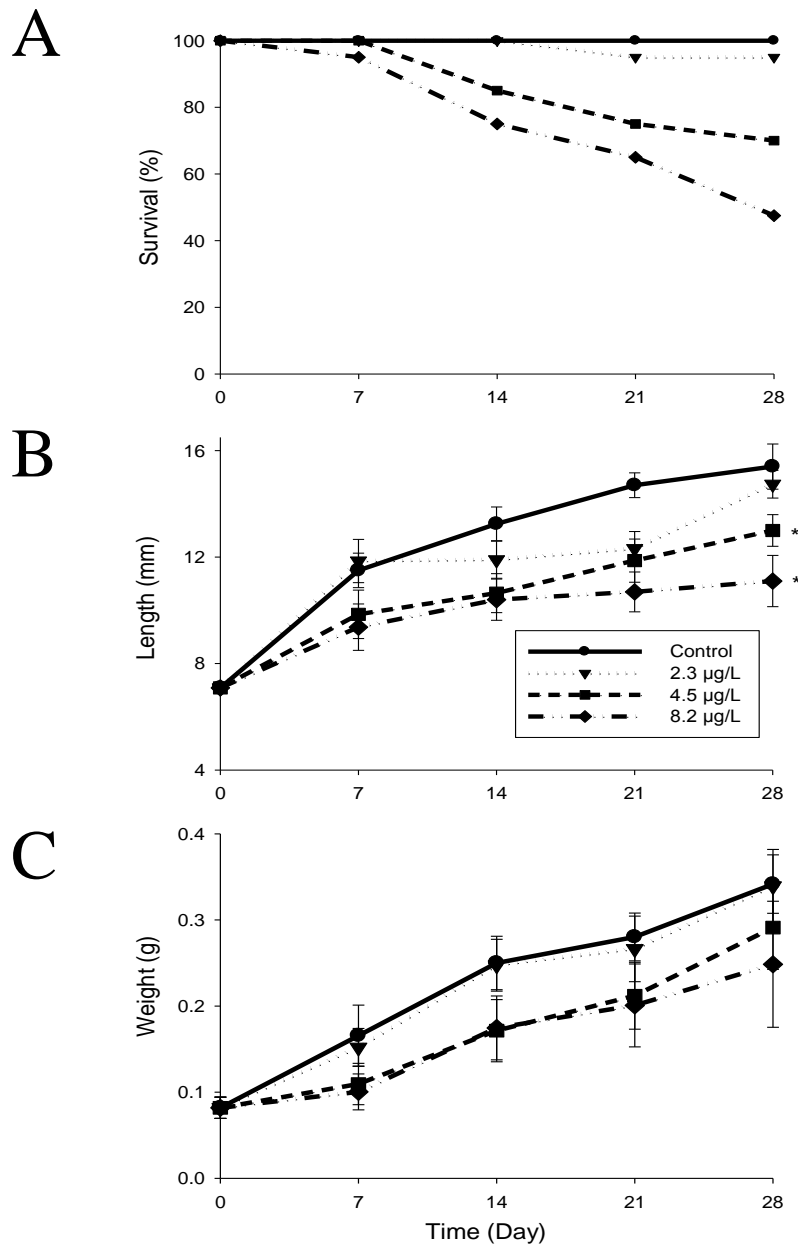 A
Survival (%)
100
80
60
40
20
0
0 7 14 21 28
B
Length (mm)
16
12
8
4
*
*
Control
2.3 µg/L
4.5 µg/L
8.2 µg/L
0 7 14 21 28
C
Weight (g)
0.4
0.3
0.2
0.1
0.0
0 7 14 21 28
Time (Day)